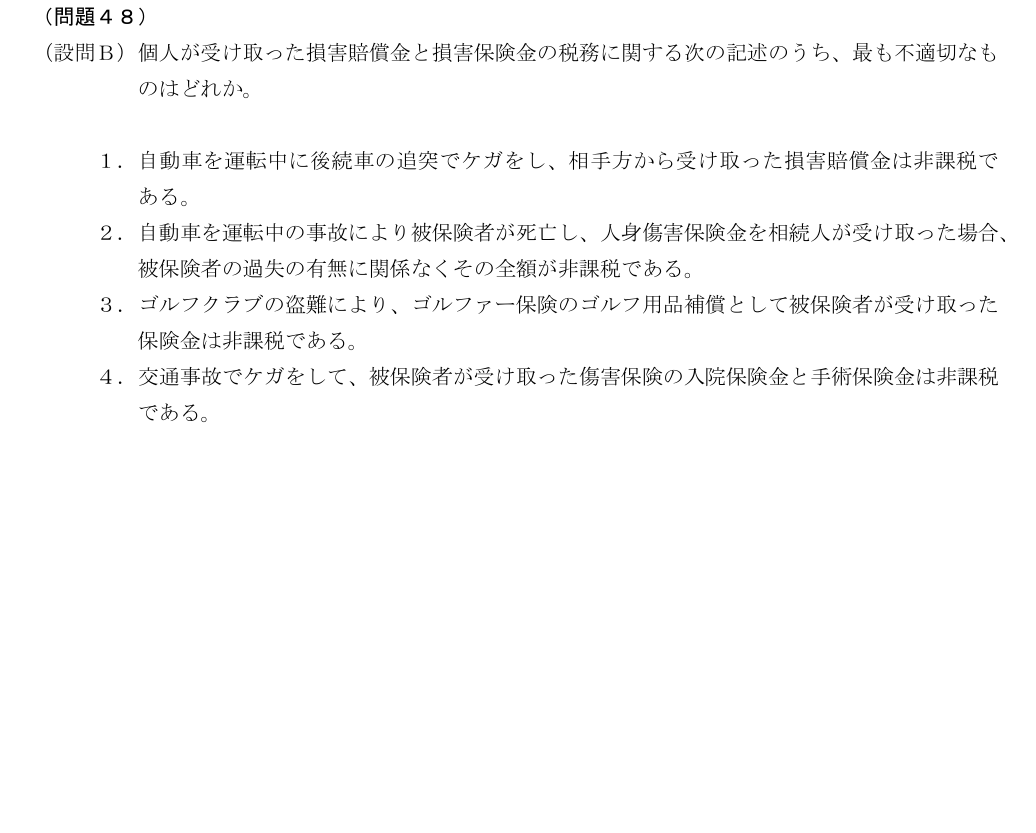 （問題４８）
（設問Ｂ）個人が受け取った損害賠償金と損害保険金の税務に関する次の記述のうち、最も不適切なも
のはどれか。
１．自動車を運転中に後続車の追突でケガをし、相手方から受け取った損害賠償金は非課税で
ある。
２．自動車を運転中の事故により被保険者が死亡し、人身傷害保険金を相続人が受け取った場合、
被保険者の過失の有無に関係なくその全額が非課税である。
３．ゴルフクラブの盗難により、ゴルファー保険のゴルフ用品補償として被保険者が受け取った
保険金は非課税である。
４．交通事故でケガをして、被保険者が受け取った傷害保険の入院保険金と手術保険金は非課税
である。